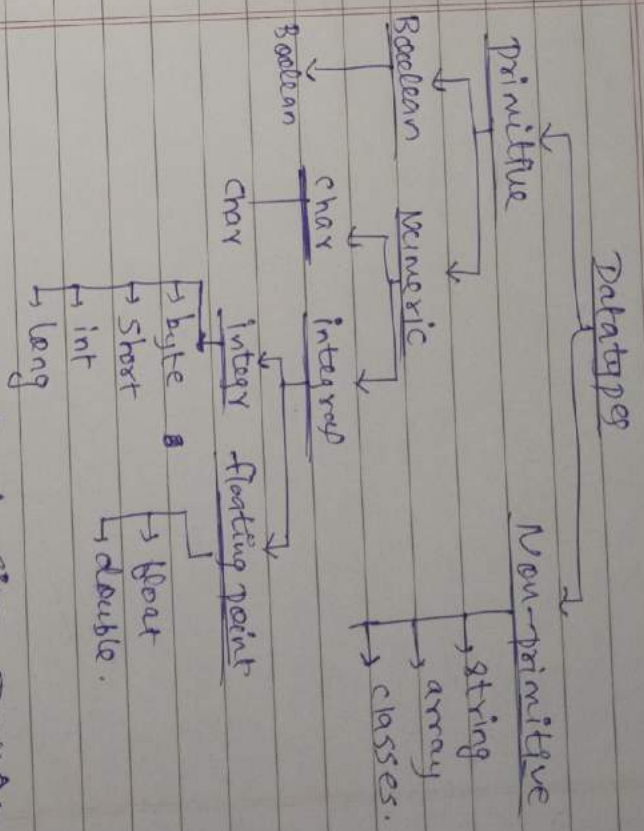 Datatypes
Primitive Non-primitive
Boolean Numeric
Boolean
char integral
char
integr floating point
byte
short
int
long
float
double.
string
array
classes.